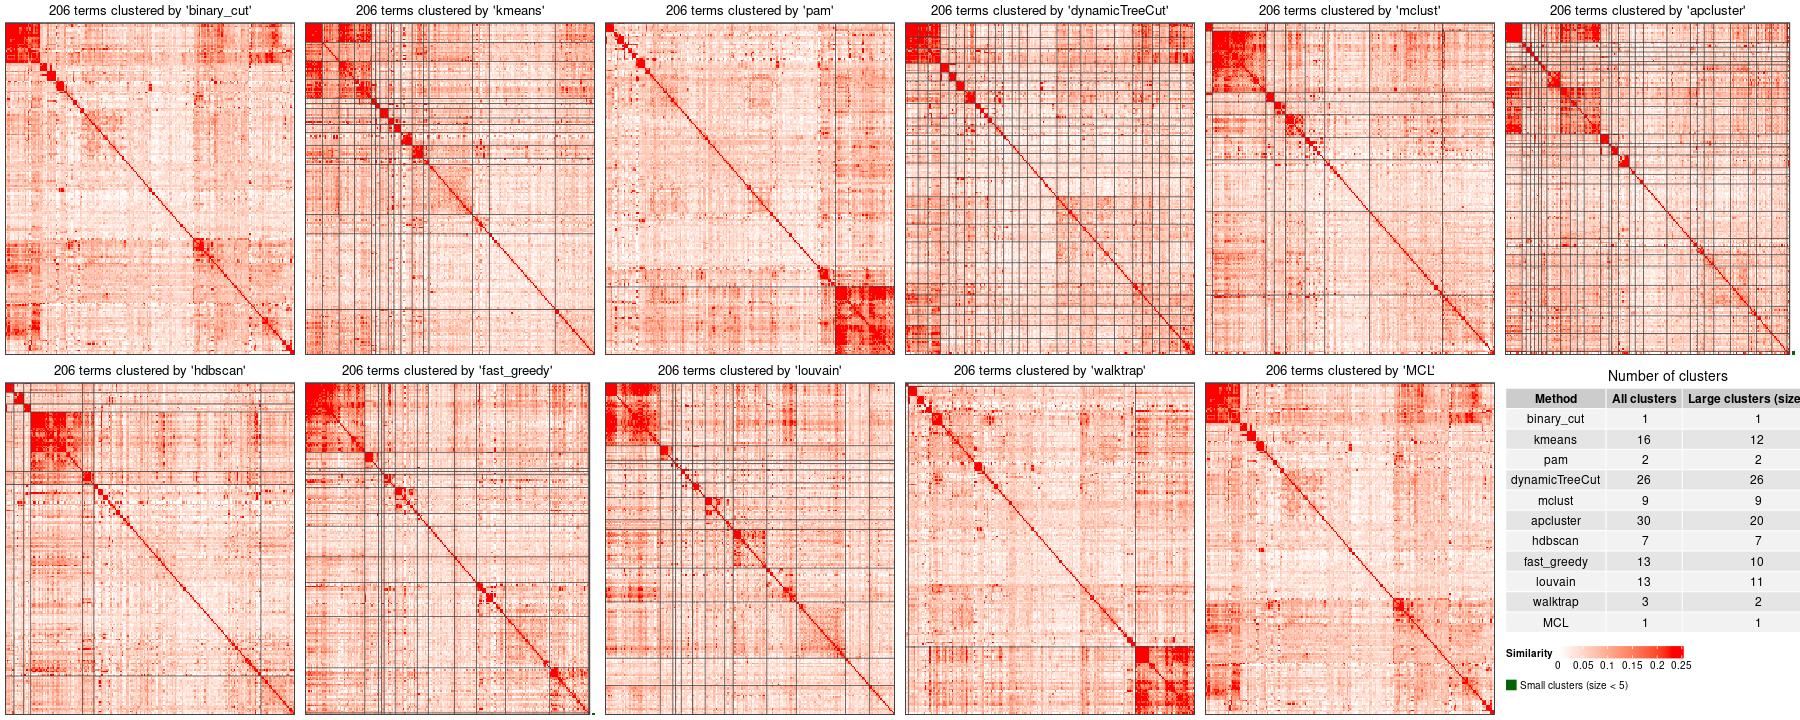 206 terms clustered by 'binary_cut'
206 terms clustered by 'kmeans'
206 terms clustered by 'pam'
206 terms clustered by 'dynamicTreeCut'
206 terms clustered by 'mclust'
206 terms clustered by 'apcluster'
206 terms clustered by 'hdbscan'
206 terms clustered by 'fast_greedy'
206 terms clustered by 'louvain'
206 terms clustered by 'walktrap'
206 terms clustered by 'MCL'
Number of clusters
Method All clusters Large clusters (size
binary_cut 1 1
kmeans 16 12
pam 2 2
dynamicTreeCut 26 26
mclust 9 9
apcluster 30 20
hdbscan 7 7
fast_greedy 13 10
louvain 13 11
walktrap 3 2
MCL 1 1
Similarity
0 0.05 0.1 0.15 0.2 0.25
Small clusters (size < 5)